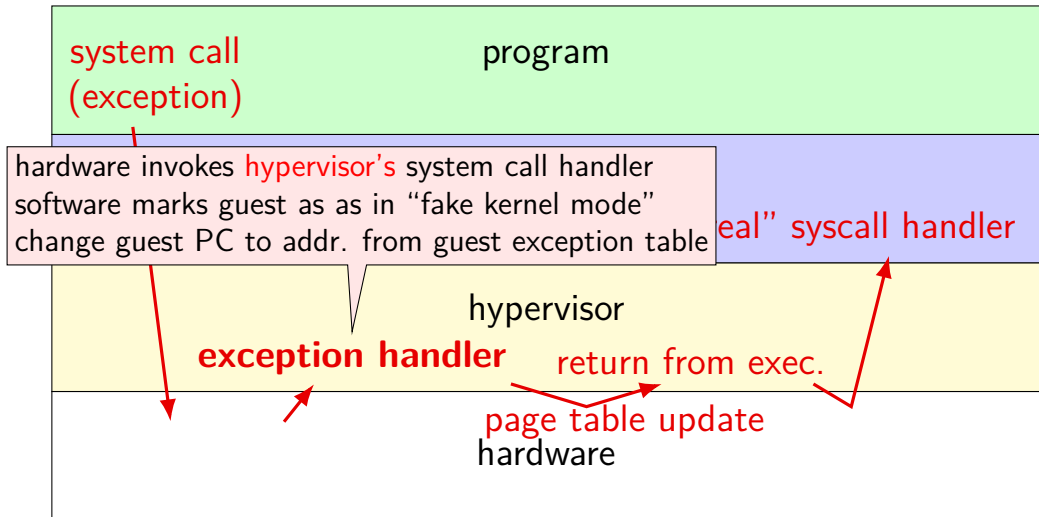 system call
(exception)
program
hardware invokes hypervisor's system call handler
software marks guest as as in “fake kernel mode”
change guest PC to addr. from guest exception table
eal” syscall handler
hypervisor
exception handler
return from exec.
page table update
hardware